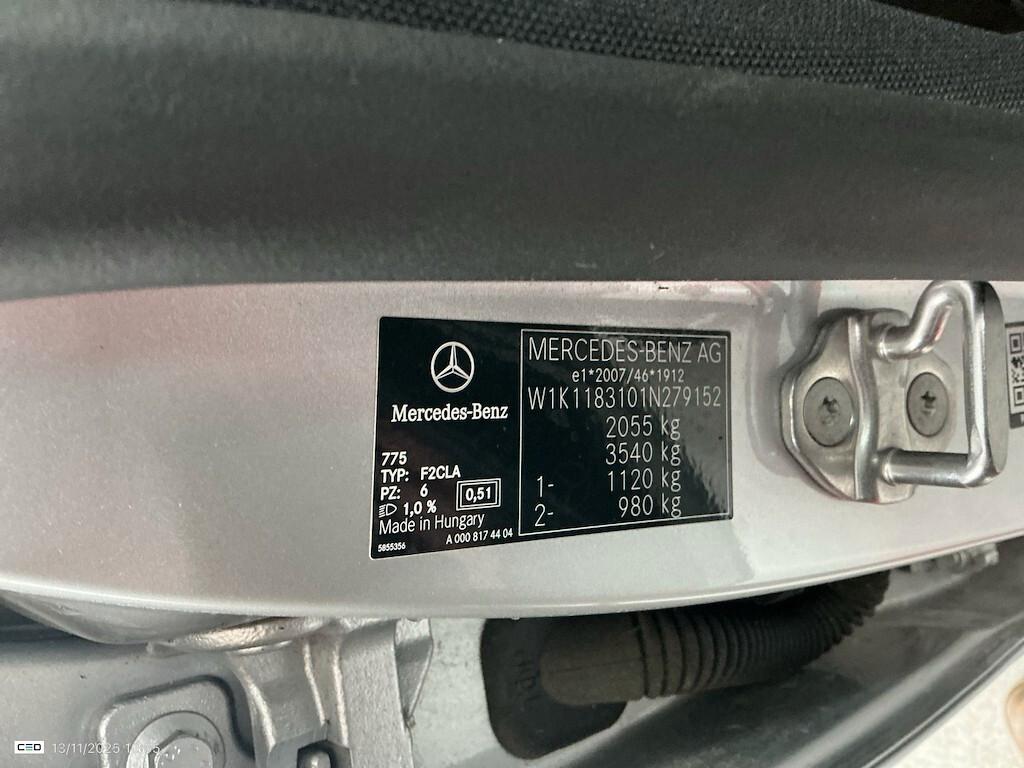 Mercedes-Benz
775
TYP: F2CLA
PZ: 6
0,51
1,0 %
Made in Hungary
5855356
A 000 817 44 04
MERCEDES-BENZ AG
e1*2007/46*1912
W1K1183101N279152
2055 kg
3540 kg
1- 1120 kg
2- 980 kg
CEO 13/11/2025